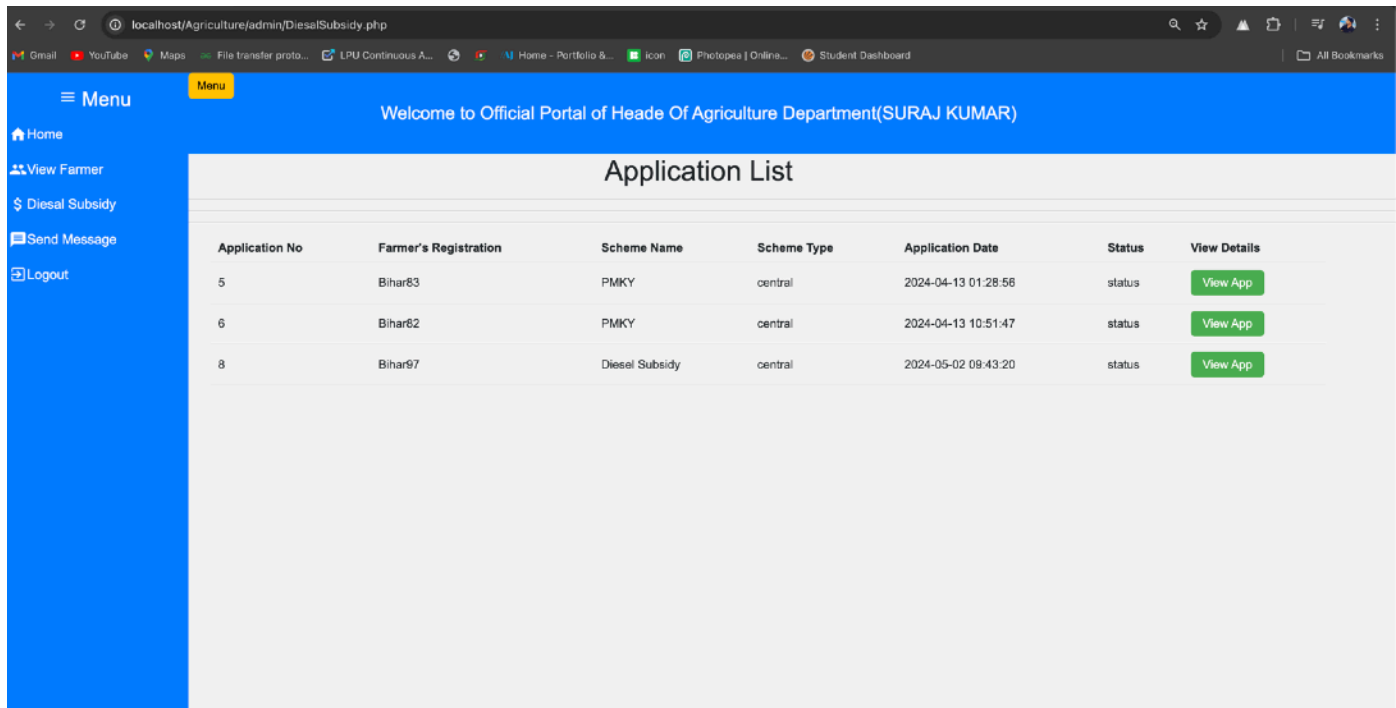 localhost/Agriculture/admin/DiesalSubsidy.php
Gmail YouTube Maps File transfer proto... LPU Continuous A... Home - Portfolio &... icon Photopea | Online... Student Dashboard All Bookmarks
Menu
Menu
Welcome to Official Portal of Heade Of Agriculture Department(SURAJ KUMAR)
Home
View Farmer
Diesal Subsidy
Send Message
Logout
Application List
Application No Farmer's Registration Scheme Name Scheme Type Application Date Status View Details
5 Bihar83 PMKY central 2024-04-13 01:28:56 status View App
6 Bihar82 PMKY central 2024-04-13 10:51:47 status View App
8 Bihar97 Diesel Subsidy central 2024-05-02 09:43:20 status View App